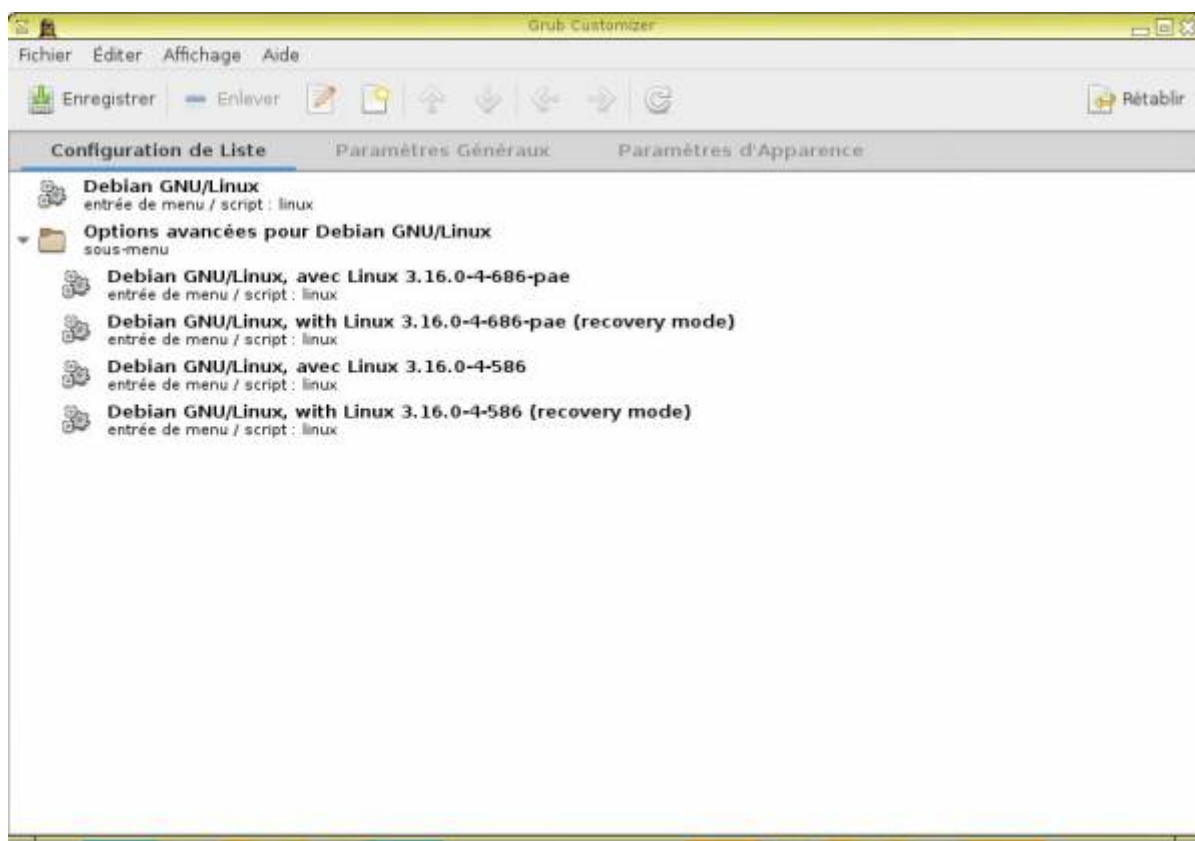 Grub Customizer
Fichier Éditer Affichage Aide
Enregistrer Enlever Rétablir
Configuration de Liste Paramètres Généraux Paramètres d'Apparence
Debian GNU/Linux
entrée de menu / script : linux
Options avancées pour Debian GNU/Linux
sous-menu
Debian GNU/Linux, avec Linux 3.16.0-4-686-pae
entrée de menu / script : linux
Debian GNU/Linux, with Linux 3.16.0-4-686-pae (recovery mode)
entrée de menu / script : linux
Debian GNU/Linux, avec Linux 3.16.0-4-586
entrée de menu / script : linux
Debian GNU/Linux, with Linux 3.16.0-4-586 (recovery mode)
entrée de menu / script : linux